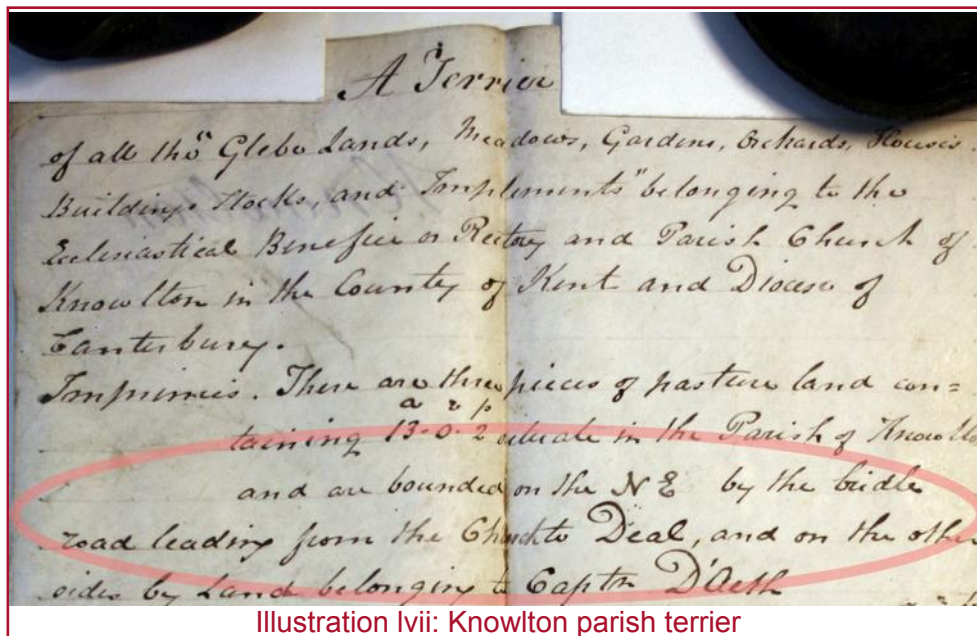 A Terrier
of all the "Glebe Lands, Meadows, Gardens, Orchards, Houses
Buildings Stocks, and Implements" belonging to the
Ecclesiastical Benefice or Rectory and Parish Church of
Knowlton in the County of Kent and Diocese of
Canterbury.
Imprimis. There are three pieces of pasture land con=
a r p
taining 13-0-2 situate in the Parish of Knowlton
and are bounded on the N E by the bridle
road leading from the Church to Deal, and on the other
sides by Land belonging to Captn D'Aeth
Illustration lvii: Knowlton parish terrier